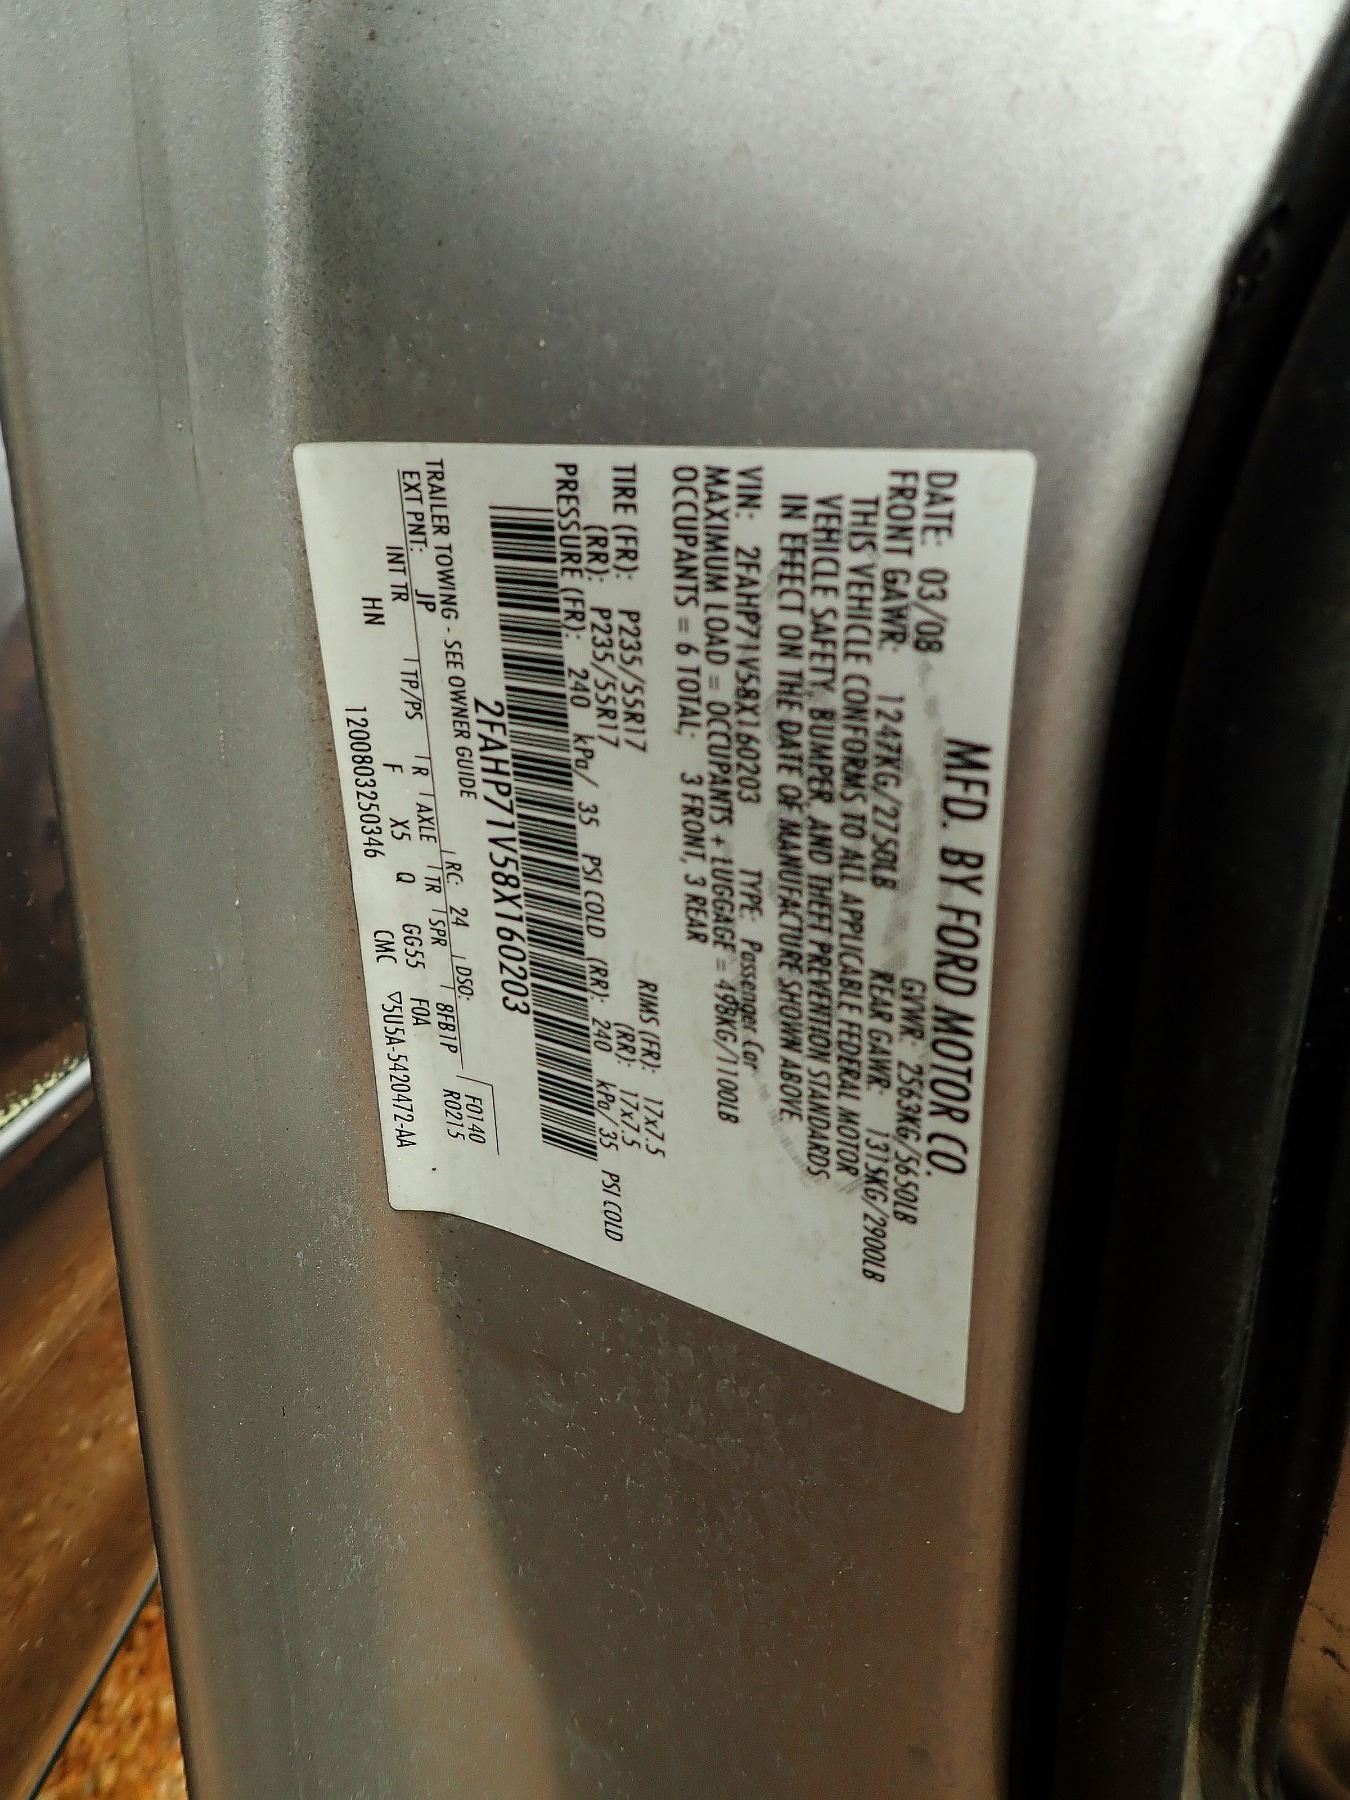 MFD. BY FORD MOTOR CO.
DATE: 03/08 GVWR: 2563KG/5650LB
FRONT GAWR: 1247KG/2750LB REAR GAWR: 1315KG/2900LB
THIS VEHICLE CONFORMS TO ALL APPLICABLE FEDERAL MOTOR
VEHICLE SAFETY, BUMPER, AND THEFT PREVENTION STANDARDS
IN EFFECT ON THE DATE OF MANUFACTURE SHOWN ABOVE.
VIN: 2FAHP71V58X160203 TYPE: Passenger Car
MAXIMUM LOAD = OCCUPANTS + LUGGAGE = 498KG/1100LB
OCCUPANTS = 6 TOTAL; 3 FRONT, 3 REAR
TIRE (FR): P235/55R17 RIMS (FR): 17x7.5
(RR): P235/55R17 (RR): 17x7.5
PRESSURE (FR): 240 kPa/ 35 PSI COLD (RR): 240 kPa/ 35 PSI COLD
2FAHP71V58X160203
TRAILER TOWING - SEE OWNER GUIDE F0140
EXT PNT: JP RC: 24 DSO: R0215
INT TR TP/PS R AXLE TR SPR 8FB1P
HN F X5 Q GG55 F0A
1200803250346 CMC ▽5U5A-5420472-AA